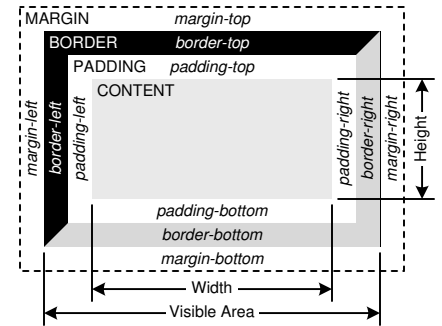 MARGIN margin-top
BORDER border-top
PADDING padding-top
CONTENT
margin-left
border-left
padding-left
padding-right
border-right
margin-right
Height
padding-bottom
border-bottom
margin-bottom
Width
Visible Area